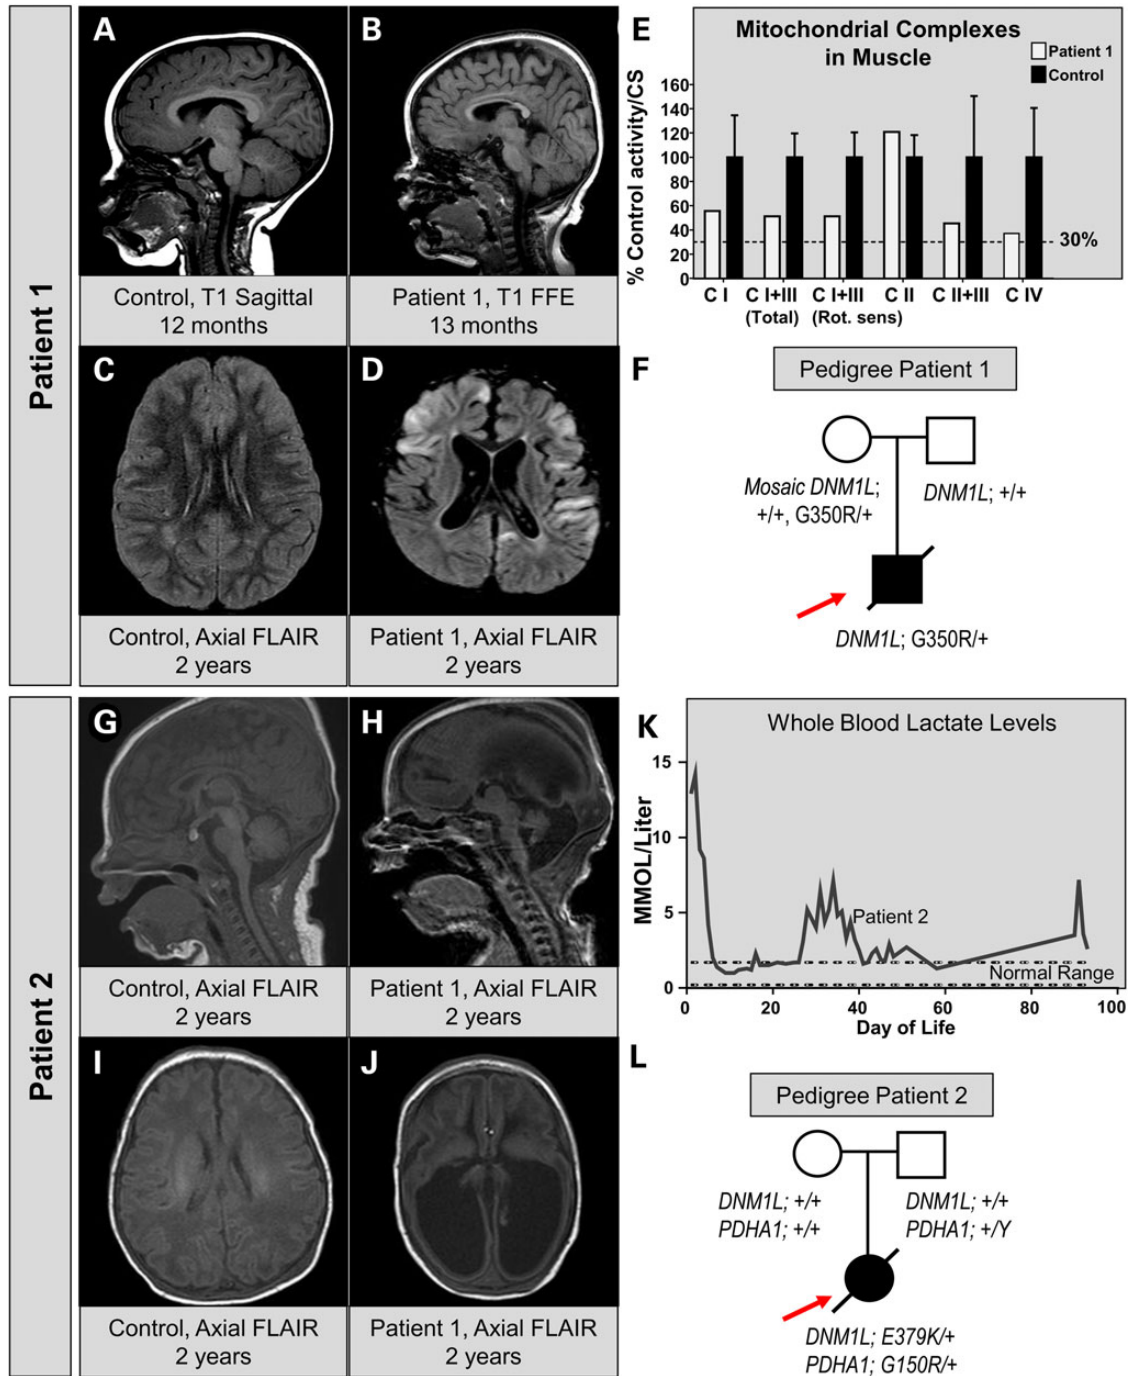 Patient 1
A
B
Control, T1 Sagittal
12 months
Patient 1, T1 FFE
13 months
C
D
Control, Axial FLAIR
2 years
Patient 1, Axial FLAIR
2 years
E
Mitochondrial Complexes
in Muscle
Patient 1
Control
% Control activity/CS
160
140
120
100
80
60
40
20
0
30%
C I
C I+III
(Total)
C I+III
(Rot. sens)
C II
C II+III
C IV
F
Pedigree Patient 1
Mosaic DNM1L;
+/+, G350R/+
DNM1L; +/+
DNM1L; G350R/+
Patient 2
G
H
Control, Axial FLAIR
2 years
Patient 1, Axial FLAIR
2 years
I
J
Control, Axial FLAIR
2 years
Patient 1, Axial FLAIR
2 years
K
Whole Blood Lactate Levels
MMOL/Liter
15
10
5
0
Patient 2
Normal Range
0 20 40 60 80 100
Day of Life
L
Pedigree Patient 2
DNM1L; +/+
PDHA1; +/+
DNM1L; +/+
PDHA1; +/Y
DNM1L; E379K/+
PDHA1; G150R/+